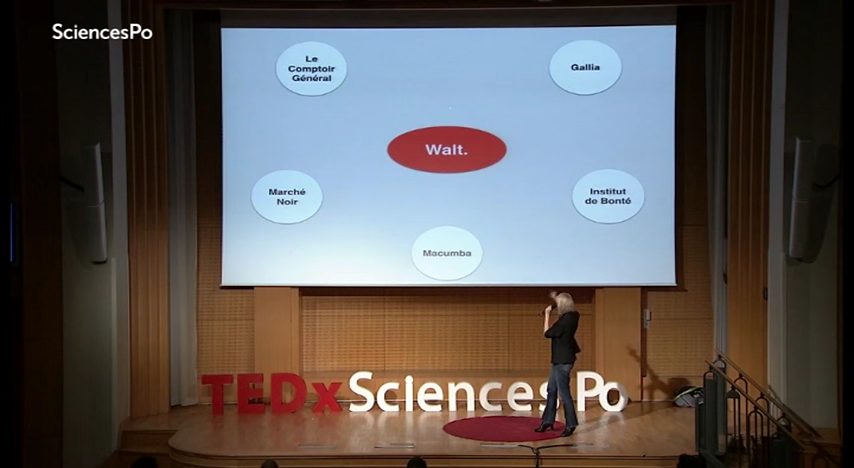 SciencesPo
Le
Comptoir
Général
Gallia
Walt.
Marché
Noir
Institut
de Bonté
Macumba
TEDxSciencesPo